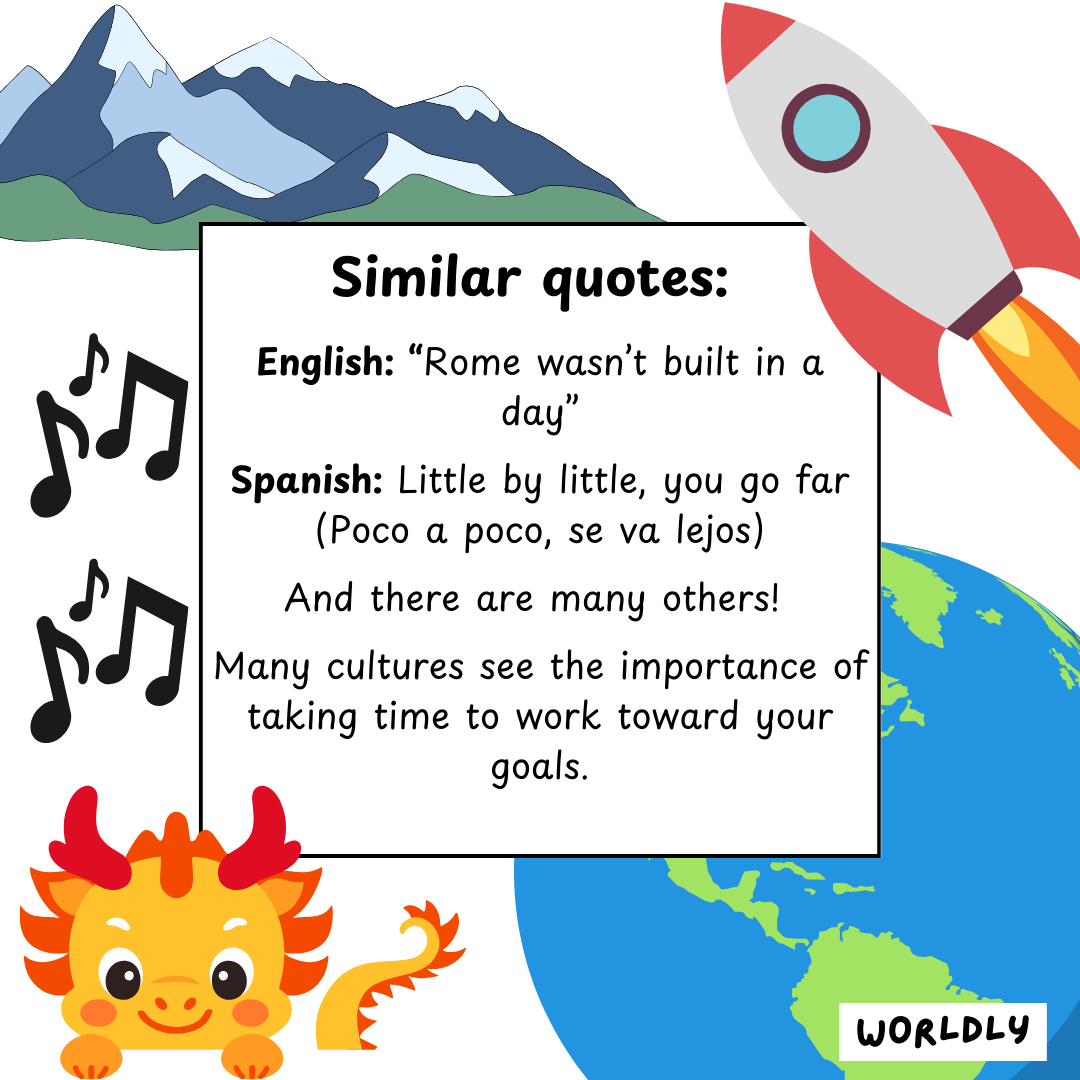 Similar quotes:
English: “Rome wasn’t built in a
day”
Spanish: Little by little, you go far
(Poco a poco, se va lejos)
And there are many others!
Many cultures see the importance of
taking time to work toward your
goals.
WORLDLY